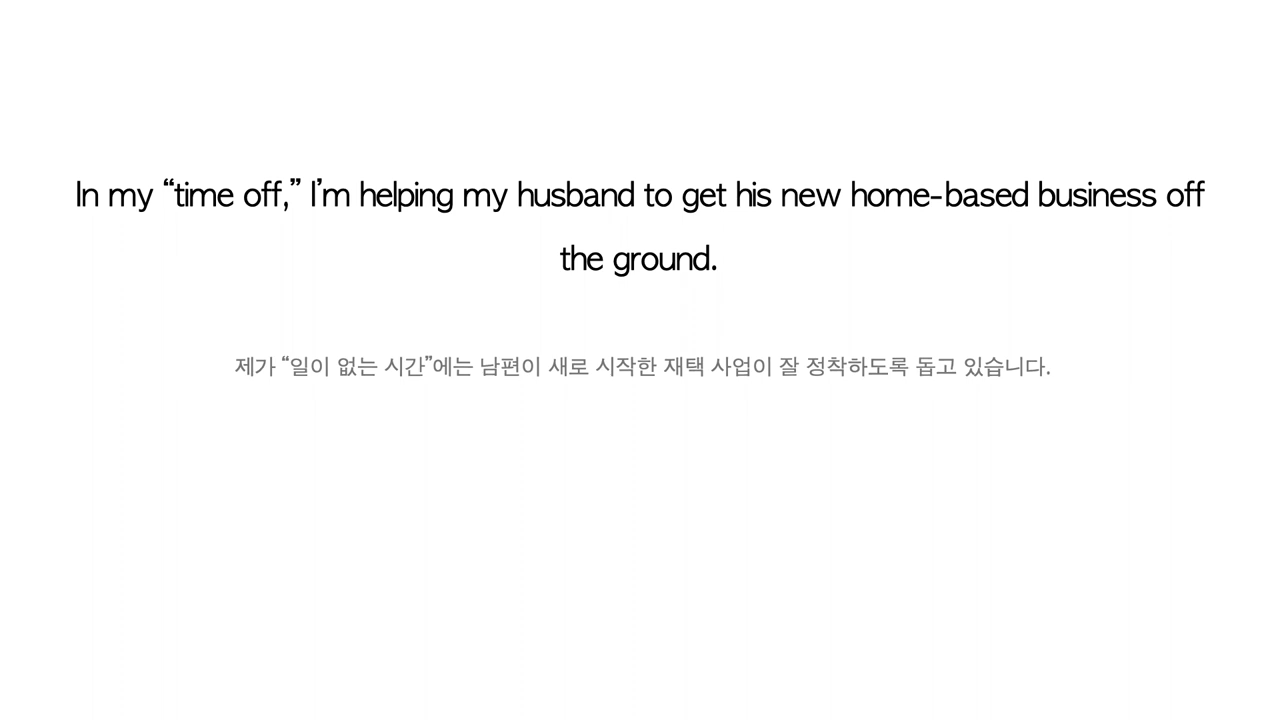 In my “time off,” I’m helping my husband to get his new home-based business off
the ground.
제가 “일이 없는 시간”에는 남편이 새로 시작한 재택 사업이 잘 정착하도록 돕고 있습니다.